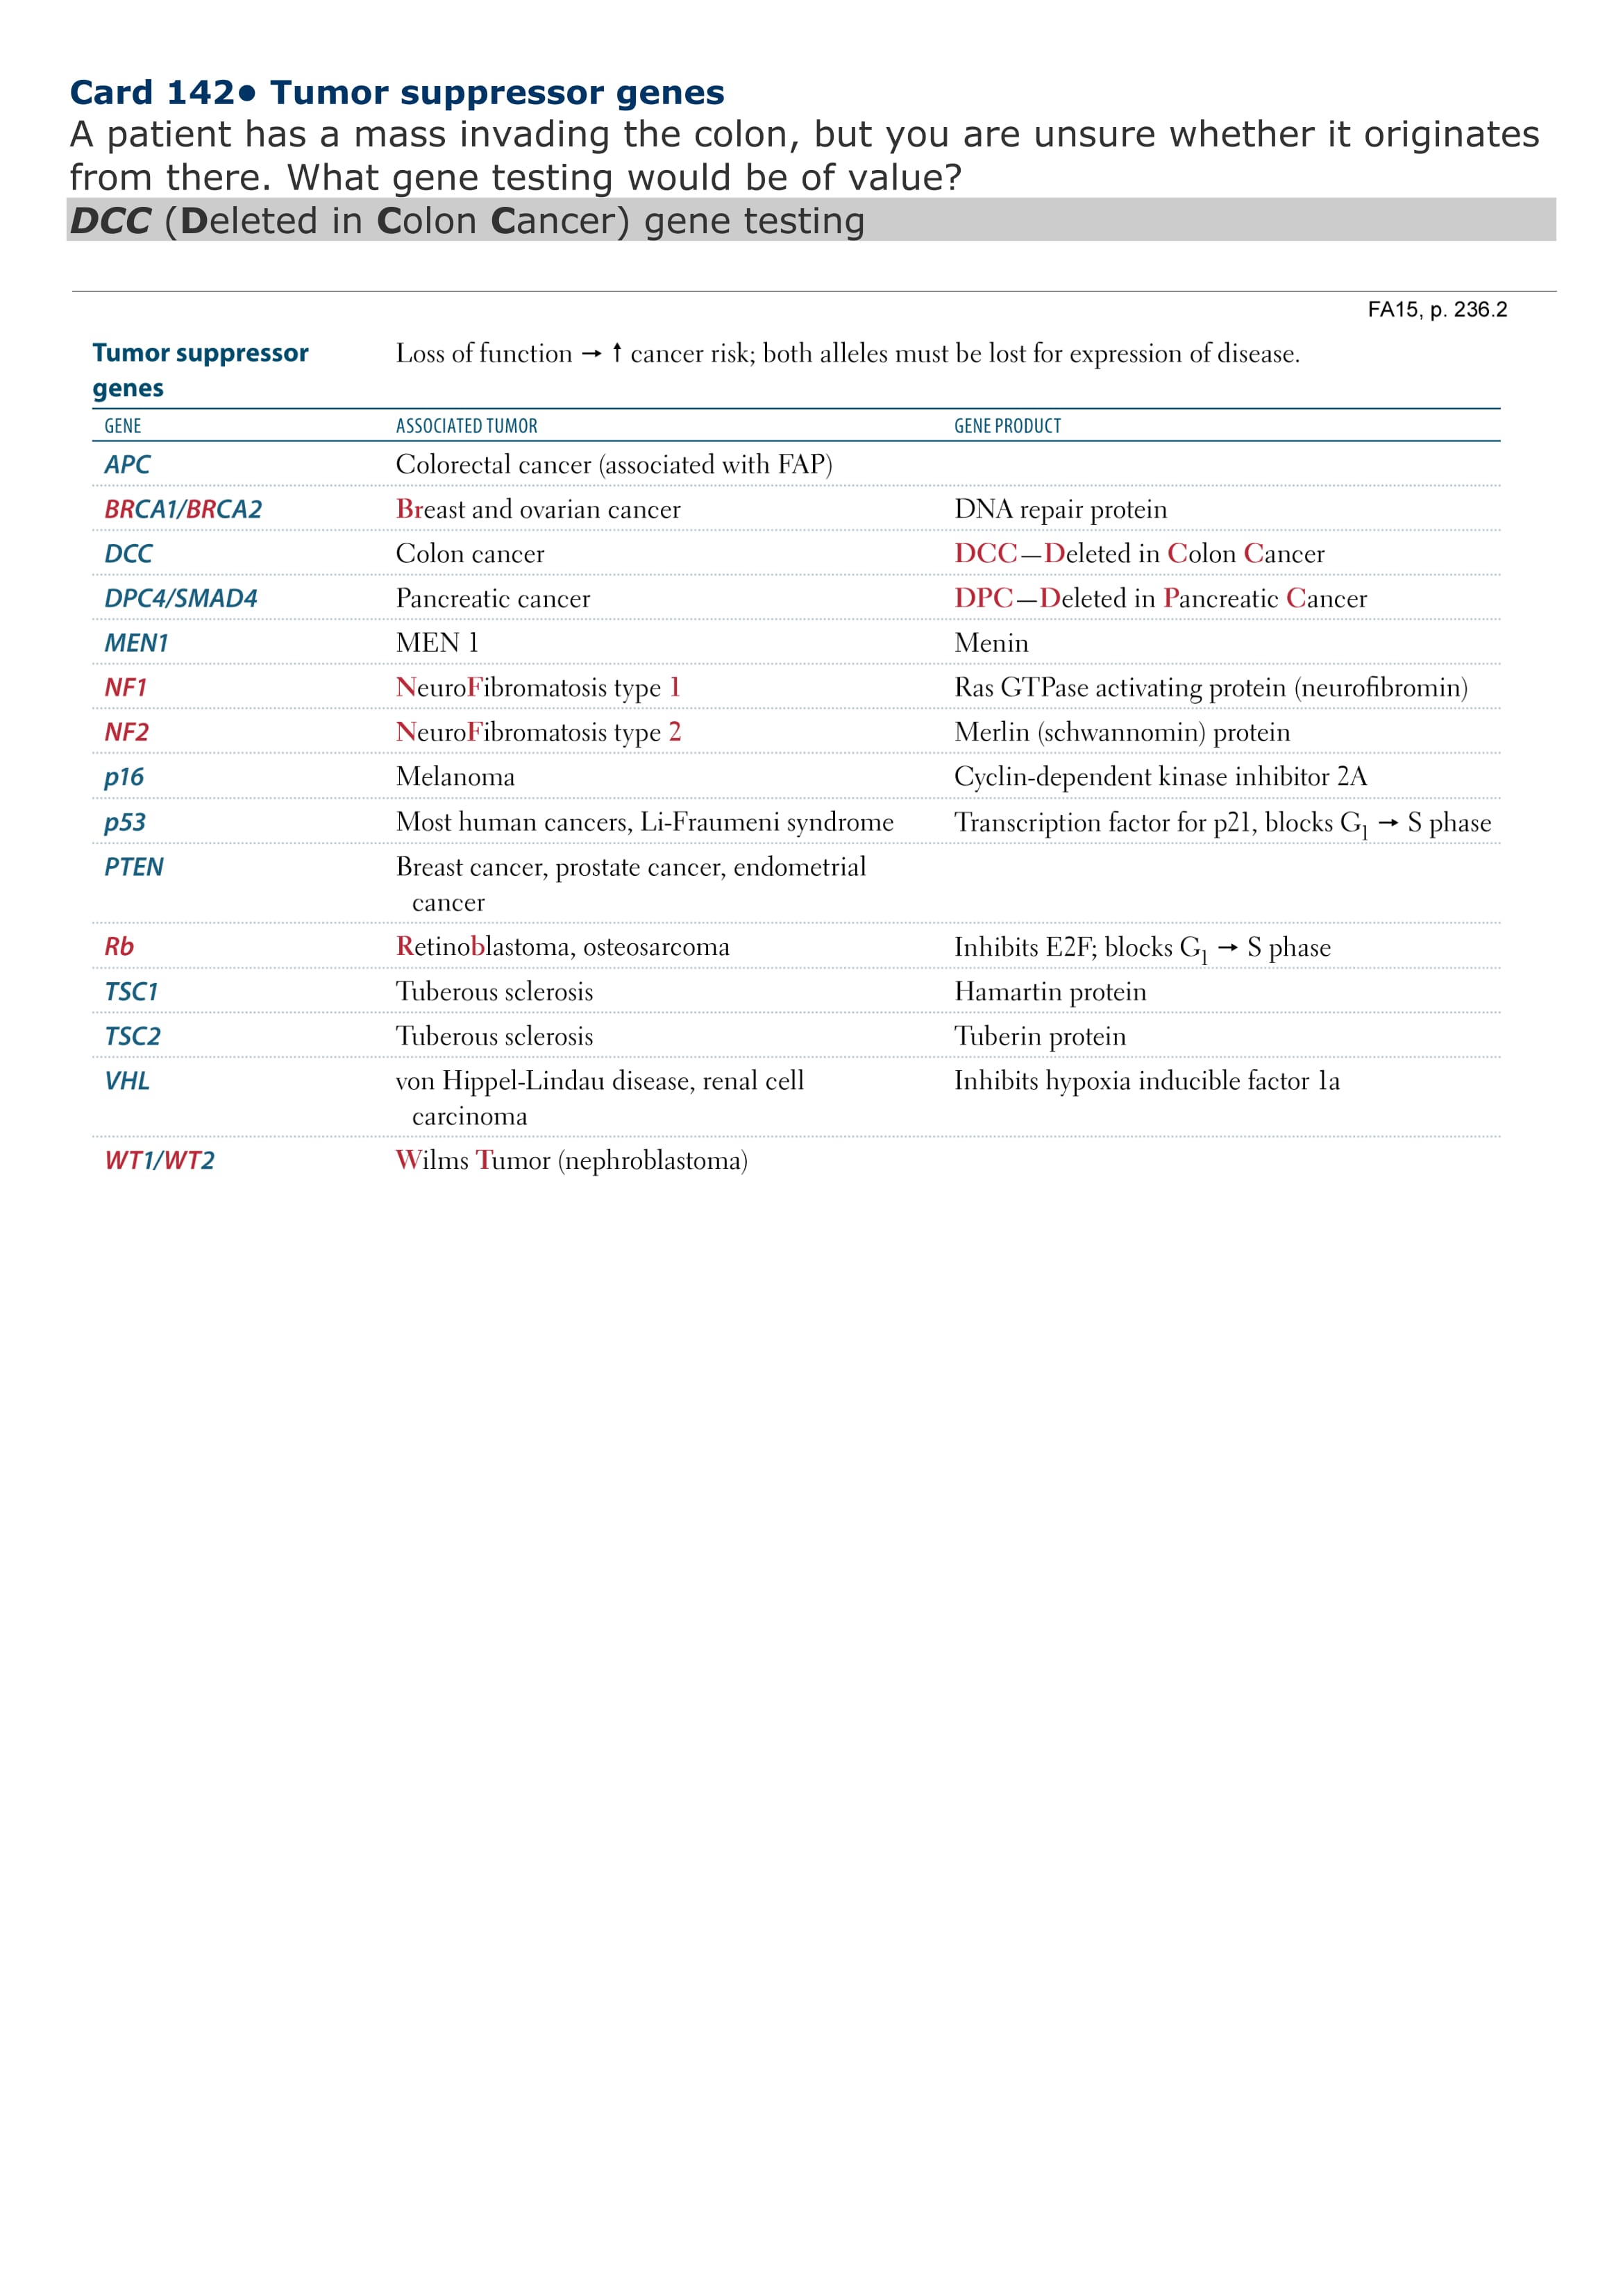 Card 142● Tumor suppressor genes
A patient has a mass invading the colon, but you are unsure whether it originates
from there. What gene testing would be of value?
DCC (Deleted in Colon Cancer) gene testing
FA15, p. 236.2
Tumor suppressor genes Loss of function → ↑ cancer risk; both alleles must be lost for expression of disease.
GENE ASSOCIATED TUMOR GENE PRODUCT
APC Colorectal cancer (associated with FAP)
BRCA1/BRCA2 Breast and ovarian cancer DNA repair protein
DCC Colon cancer DCC—Deleted in Colon Cancer
DPC4/SMAD4 Pancreatic cancer DPC—Deleted in Pancreatic Cancer
MEN1 MEN 1 Menin
NF1 NeuroFibromatosis type 1 Ras GTPase activating protein (neurofibromin)
NF2 NeuroFibromatosis type 2 Merlin (schwannomin) protein
p16 Melanoma Cyclin-dependent kinase inhibitor 2A
p53 Most human cancers, Li-Fraumeni syndrome Transcription factor for p21, blocks G1 → S phase
PTEN Breast cancer, prostate cancer, endometrial
cancer
Rb Retinoblastoma, osteosarcoma Inhibits E2F; blocks G1 → S phase
TSC1 Tuberous sclerosis Hamartin protein
TSC2 Tuberous sclerosis Tuberin protein
VHL von Hippel-Lindau disease, renal cell Inhibits hypoxia inducible factor 1a
carcinoma
WT1/WT2 Wilms Tumor (nephroblastoma)